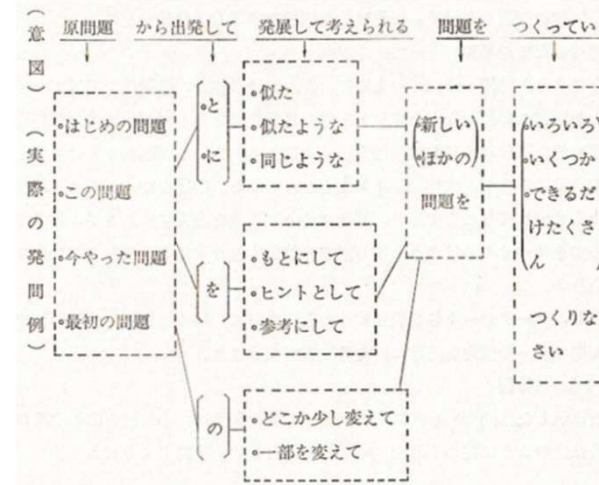 (意図)
原問題 から出発して 発展して考えられる 問題を つくってい
(実際の発問例)
•はじめの問題
•この問題
•今やった問題
•最初の問題
•と
•に
を
の
•似た
•似たような
•同じような
•もとにして
•ヒントとして
•参考にして
•どこか少し変えて
•一部を変えて
•新しい
•ほかの
問題を
•いろいろ
•いくつか
•できるだ
けたくさ
ん
つくりな
さい